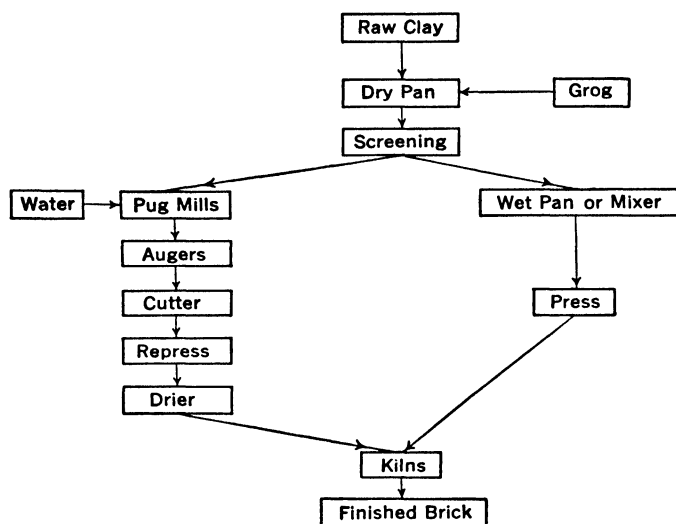 Raw Clay
Dry Pan
Grog
Screening
Water
Pug Mills
Wet Pan or Mixer
Augers
Cutter
Press
Repress
Drier
Kilns
Finished Brick